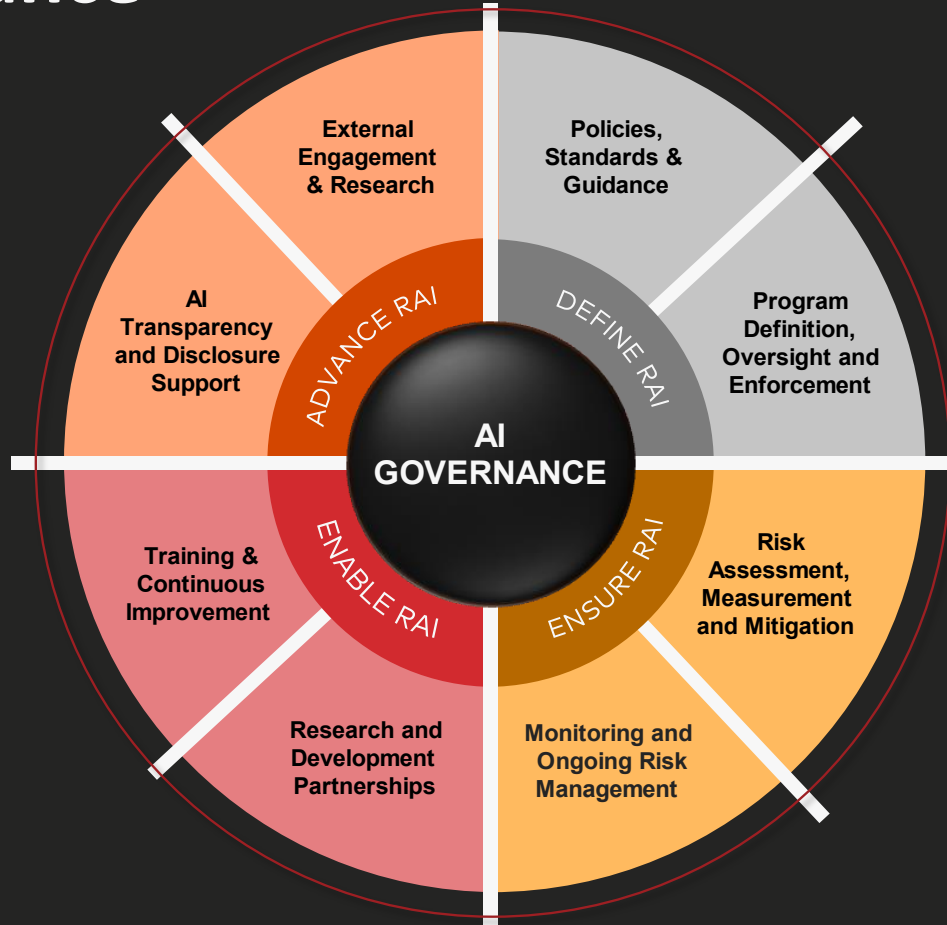 External
Engagement
& Research
Policies,
Standards &
Guidance
AI
Transparency
and Disclosure
Support
Program
Definition,
Oversight and
Enforcement
ADVANCE RAI
DEFINE RAI
AI
GOVERNANCE
ENABLE RAI
ENSURE RAI
Training &
Continuous
Improvement
Risk
Assessment,
Measurement
and Mitigation
Research and
Development
Partnerships
Monitoring and
Ongoing Risk
Management